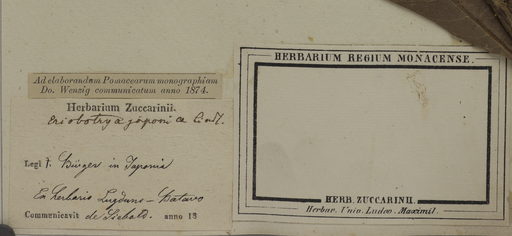 Ad elaborandam Pomacearum monographiam
Do. Wenzig communicatum anno 1874.
Herbarium Zuccarinii.
Eriobotrya japonica Lindl.
Legit. Bürger in Japonia
Ex herbario Lugduno-Batavo
Communicavit de Siebold. anno 18
HERBARIUM REGIUM MONACENSE.
HERB. ZUCCARINII.
Herbar. Univ. Ludov. Maximil.